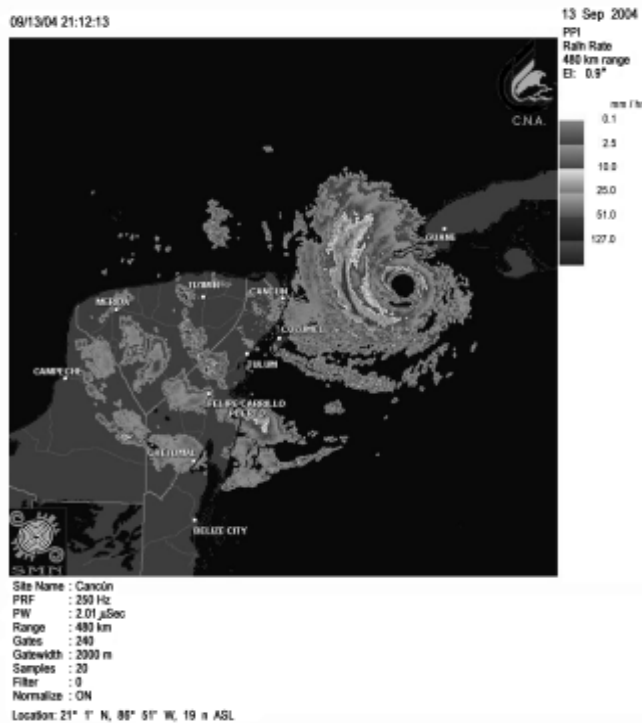 09/13/04 21:12:13
13 Sep 2004
PPI
Rain Rate
480 km range
El: 0.9°
mm / h
0.1
2.5
10.0
25.0
51.0
127.0
C.N.A.
GUANE
CANCUN
MERIDA
COZUMEL
TULUM
CAMPECHE
FELIPE CARRILLO
PUERTO
CHETUMAL
BELIZE CITY
SMN
Site Name : Cancún
PRF : 250 Hz
PW : 2.01 µSec
Range : 480 km
Gates : 240
Gatewidth : 2000 m
Samples : 20
Filter : 0
Normalize : ON
Location: 21° 1' N, 86° 51' W, 19 n ASL